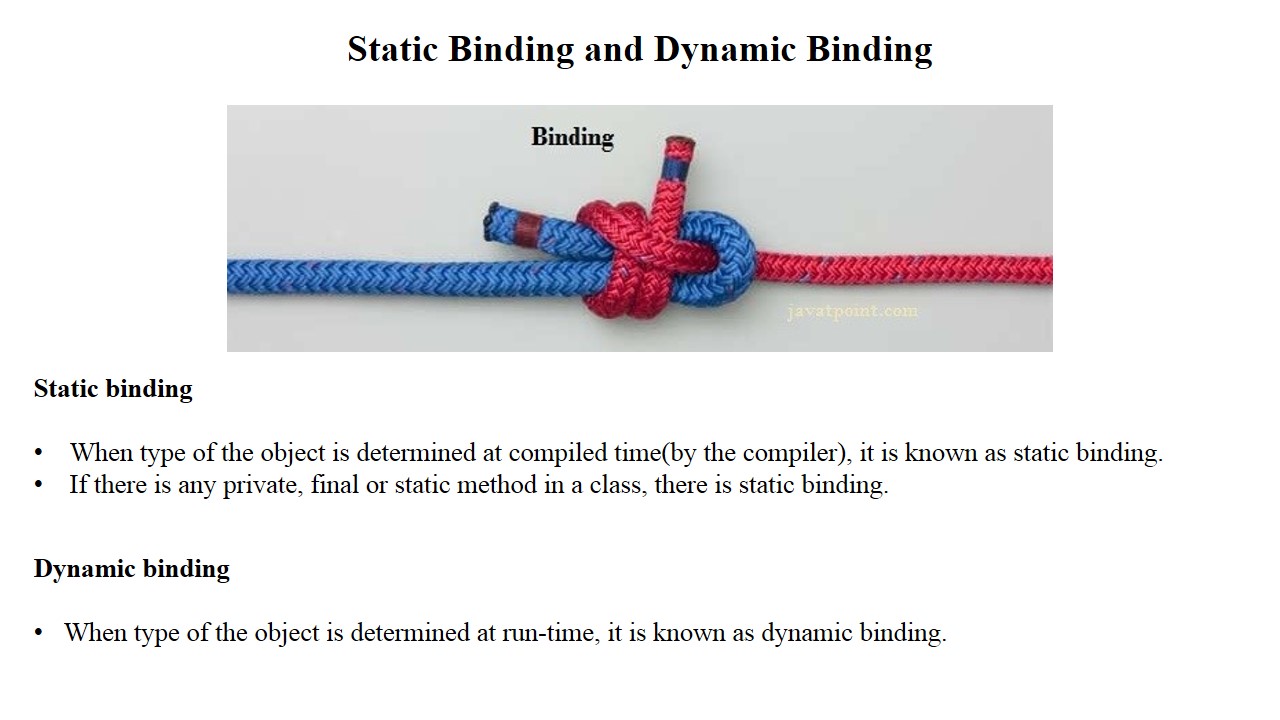 Static Binding and Dynamic Binding
Binding
javatpoint.com
Static binding
• When type of the object is determined at compiled time(by the compiler), it is known as static binding.
• If there is any private, final or static method in a class, there is static binding.
Dynamic binding
• When type of the object is determined at run-time, it is known as dynamic binding.